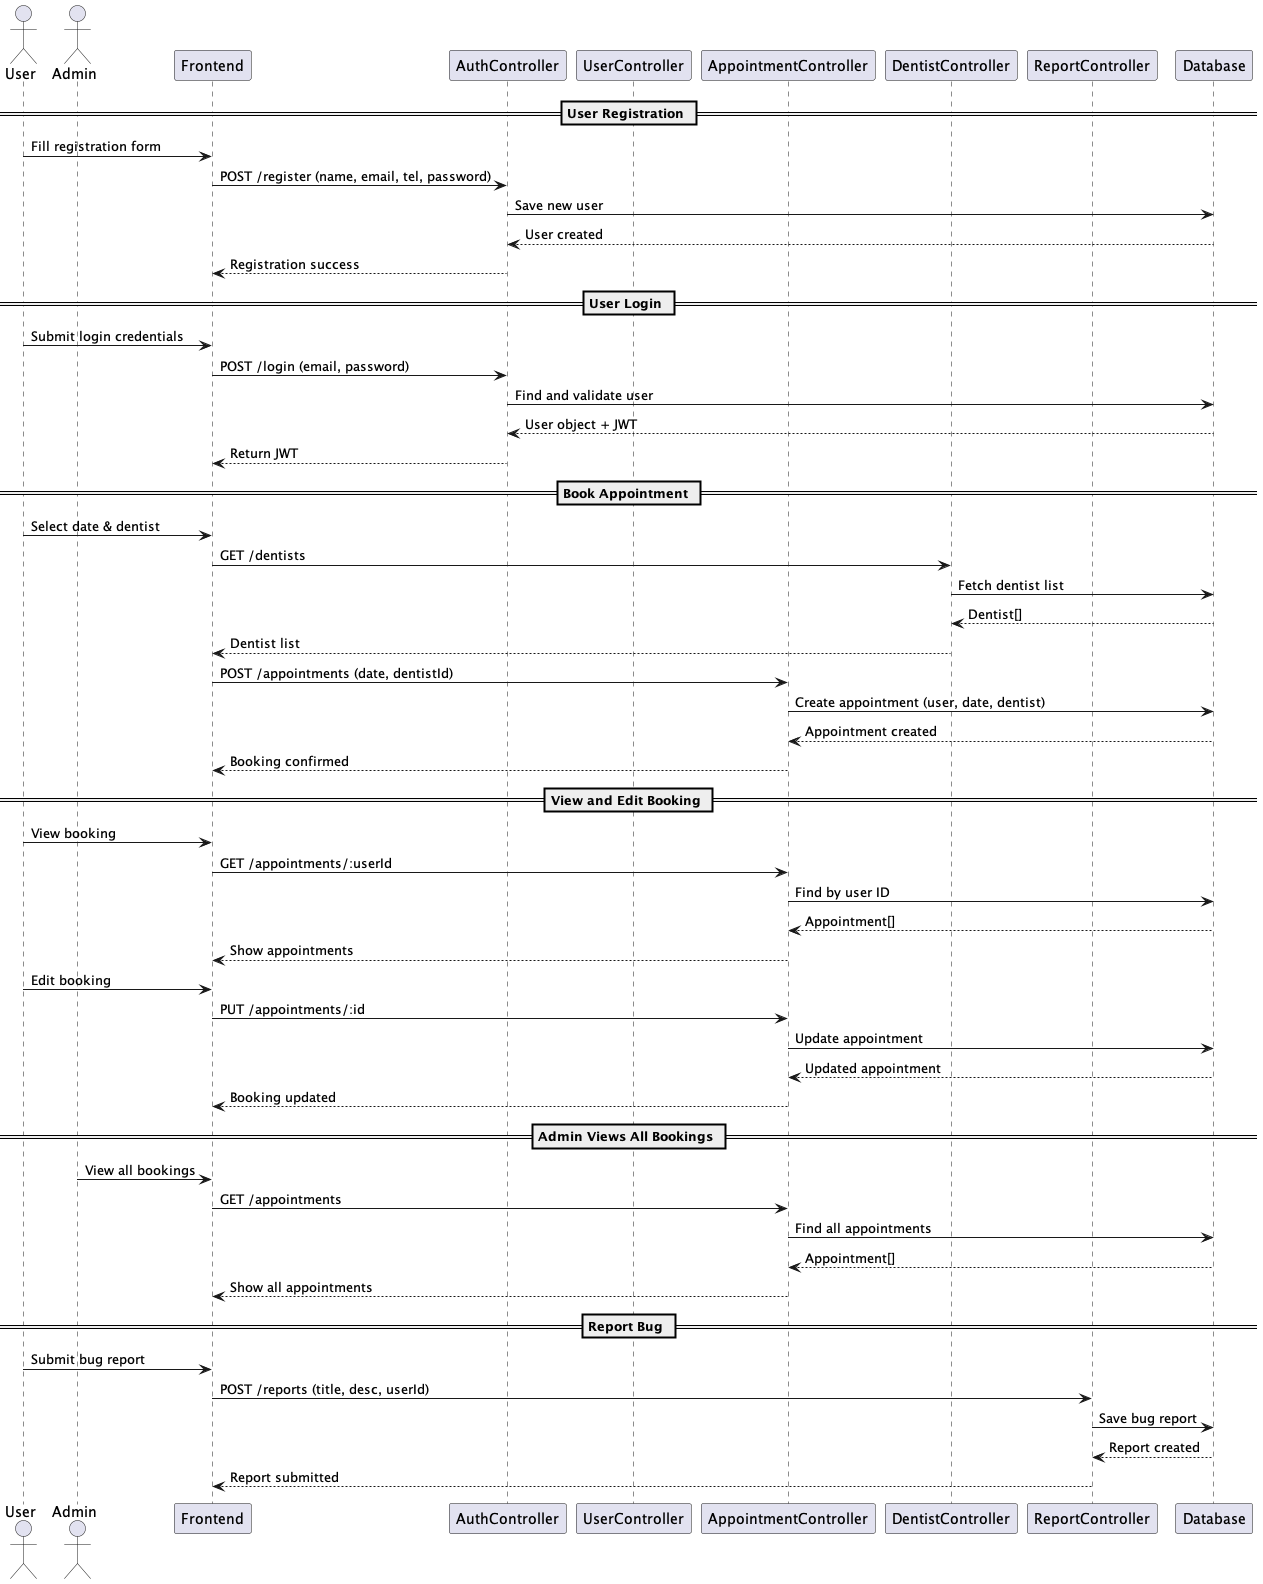 User
Admin
Frontend
AuthController
UserController
AppointmentController
DentistController
ReportController
Database
User Registration
Fill registration form
POST /register (name, email, tel, password)
Save new user
User created
Registration success
User Login
Submit login credentials
POST /login (email, password)
Find and validate user
User object + JWT
Return JWT
Book Appointment
Select date & dentist
GET /dentists
Fetch dentist list
Dentist[]
Dentist list
POST /appointments (date, dentistId)
Create appointment (user, date, dentist)
Appointment created
Booking confirmed
View and Edit Booking
View booking
GET /appointments/:userId
Find by user ID
Appointment[]
Show appointments
Edit booking
PUT /appointments/:id
Update appointment
Updated appointment
Booking updated
Admin Views All Bookings
View all bookings
GET /appointments
Find all appointments
Appointment[]
Show all appointments
Report Bug
Submit bug report
POST /reports (title, desc, userId)
Save bug report
Report created
Report submitted
User
Admin
Frontend
AuthController
UserController
AppointmentController
DentistController
ReportController
Database